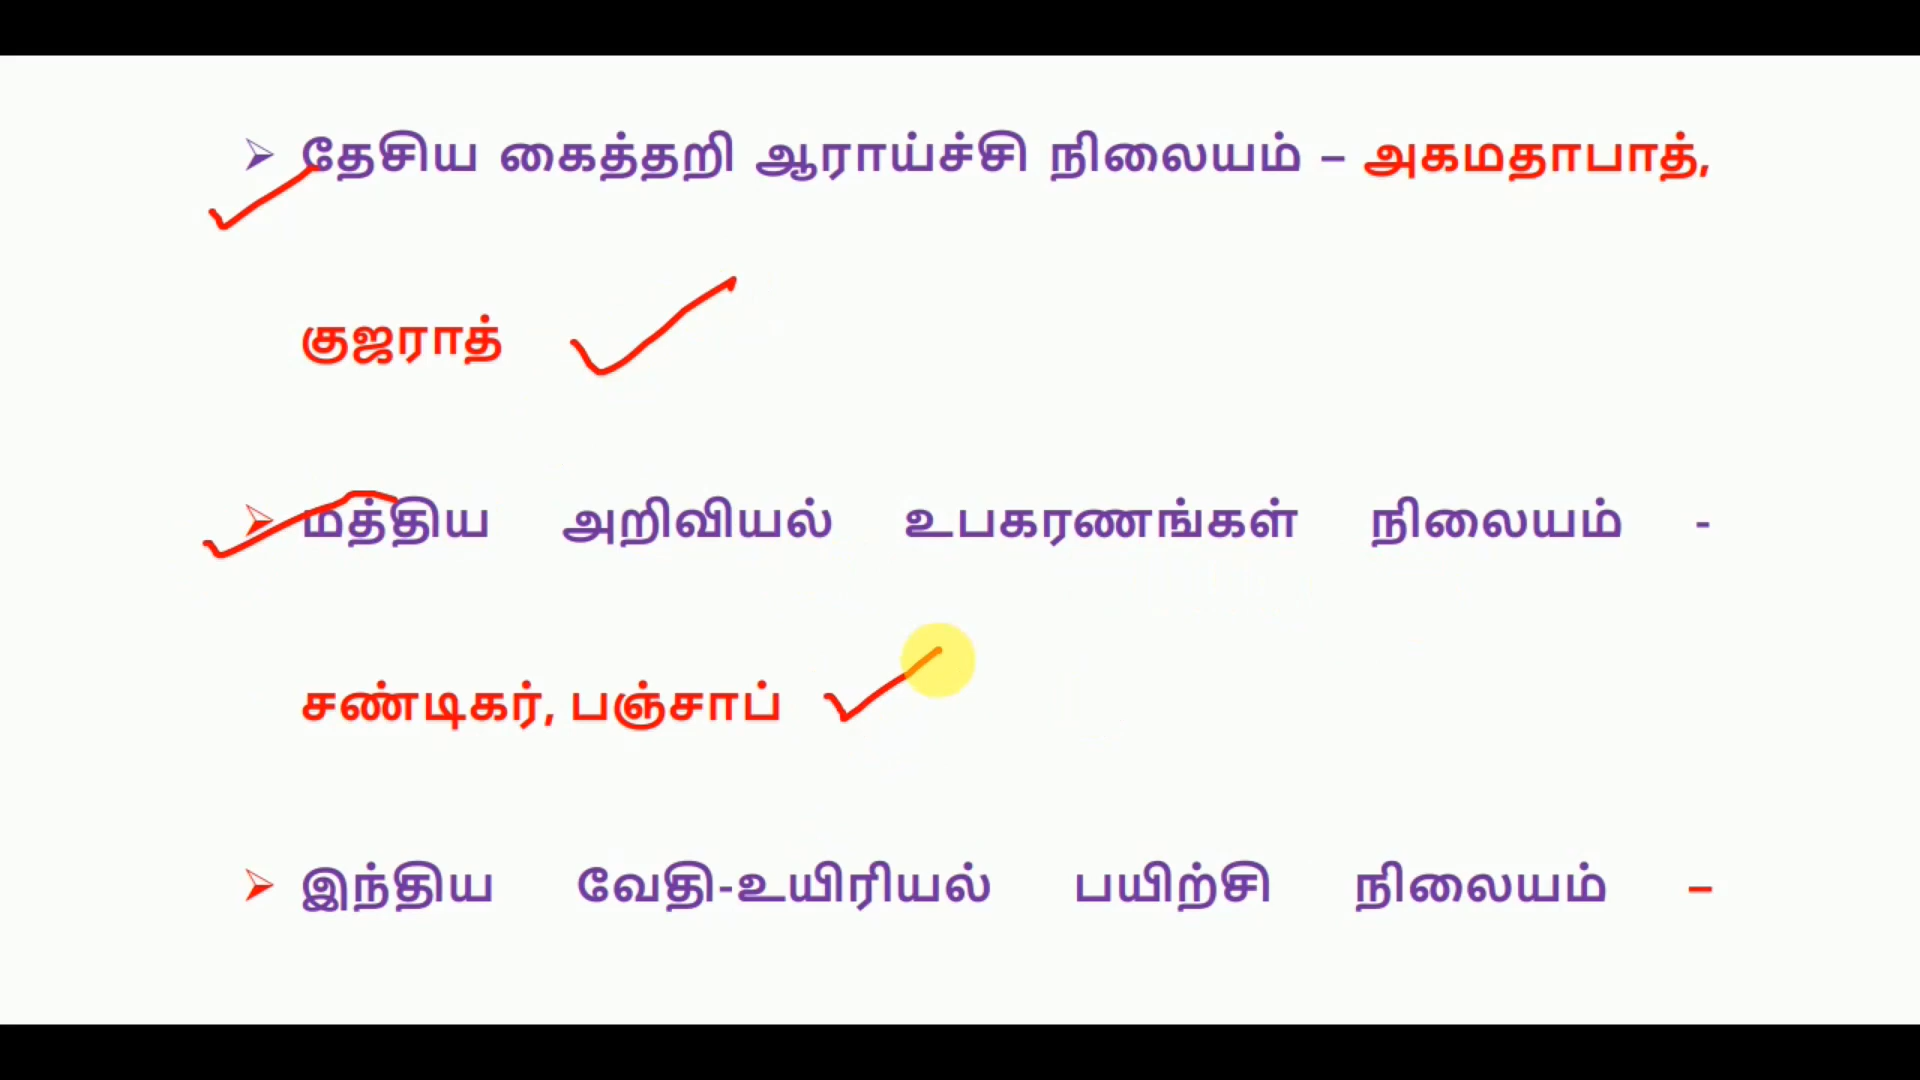 ➢ தேசிய கைத்தறி ஆராய்ச்சி நிலையம் – அகமதாபாத்,
குஜராத்
➢ மத்திய அறிவியல் உபகரணங்கள் நிலையம் -
சண்டிகர், பஞ்சாப்
➢ இந்திய வேதி-உயிரியல் பயிற்சி நிலையம் –